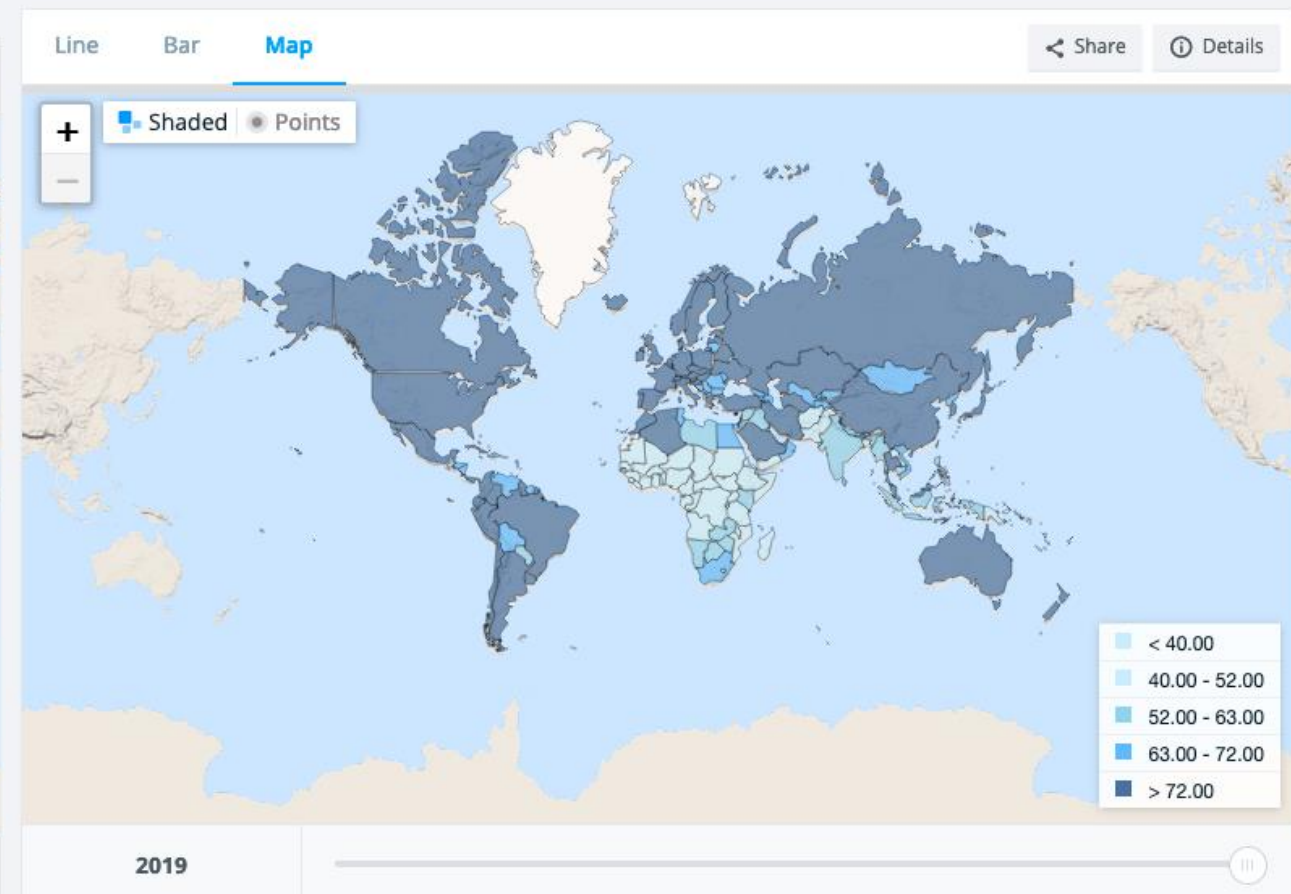 Line Bar Map Share Details
+ Shaded Points
−
< 40.00
40.00 - 52.00
52.00 - 63.00
63.00 - 72.00
> 72.00
2019